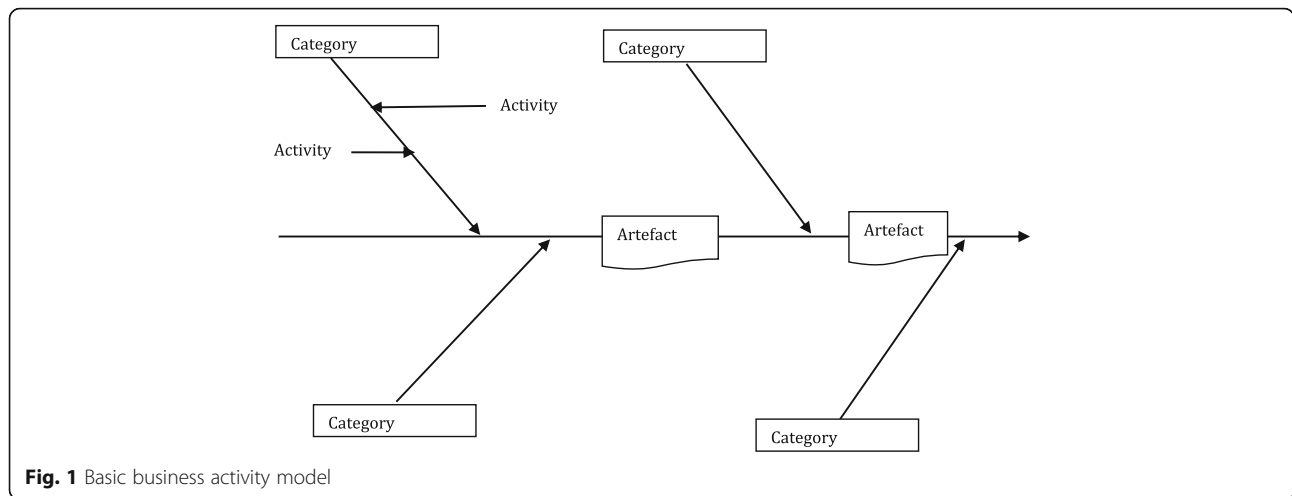 Category
Category
Activity
Activity
Artefact
Artefact
Category
Category
Fig. 1 Basic business activity model